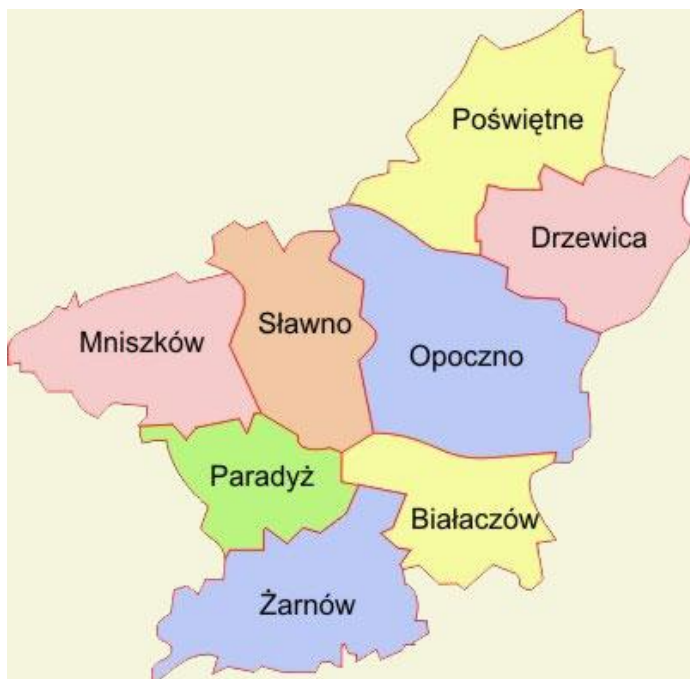 Poświętne
Drzewica
Sławno
Mniszków
Opoczno
Paradyż
Białaczów
Żarnów